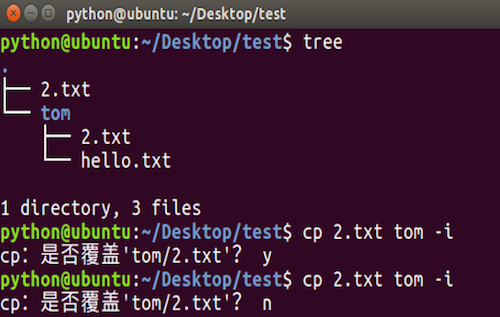 python@ubuntu: ~/Desktop/test
python@ubuntu:~/Desktop/test$ tree
.
├── 2.txt
└── tom
    ├── 2.txt
    └── hello.txt
1 directory, 3 files
python@ubuntu:~/Desktop/test$ cp 2.txt tom -i
cp：是否覆盖'tom/2.txt'？ y
python@ubuntu:~/Desktop/test$ cp 2.txt tom -i
cp：是否覆盖'tom/2.txt'？ n